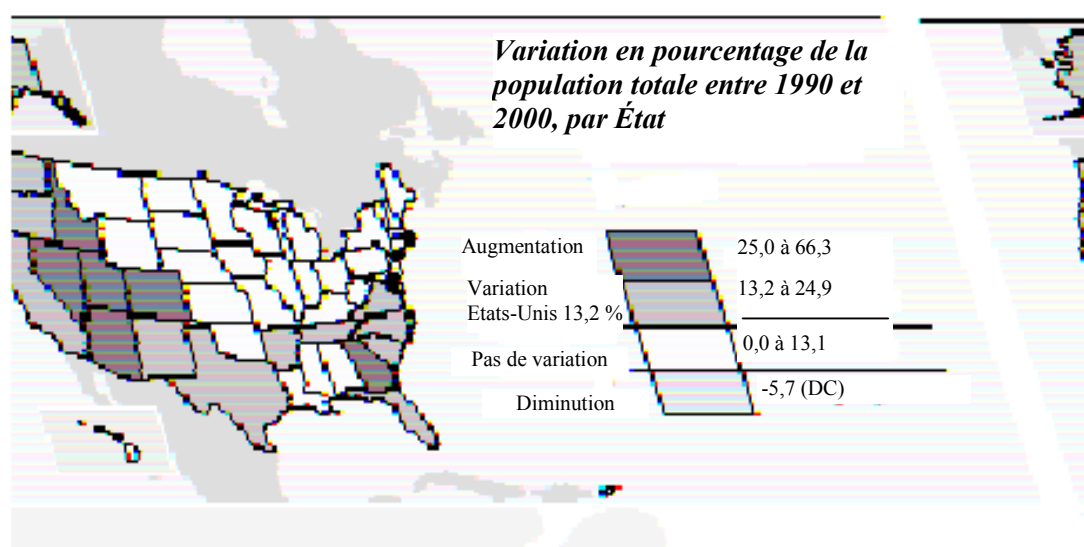 Variation en pourcentage de la
population totale entre 1990 et
2000, par État
Augmentation
25,0 à 66,3
Variation
13,2 à 24,9
Etats-Unis 13,2 %
0,0 à 13,1
Pas de variation
-5,7 (DC)
Diminution